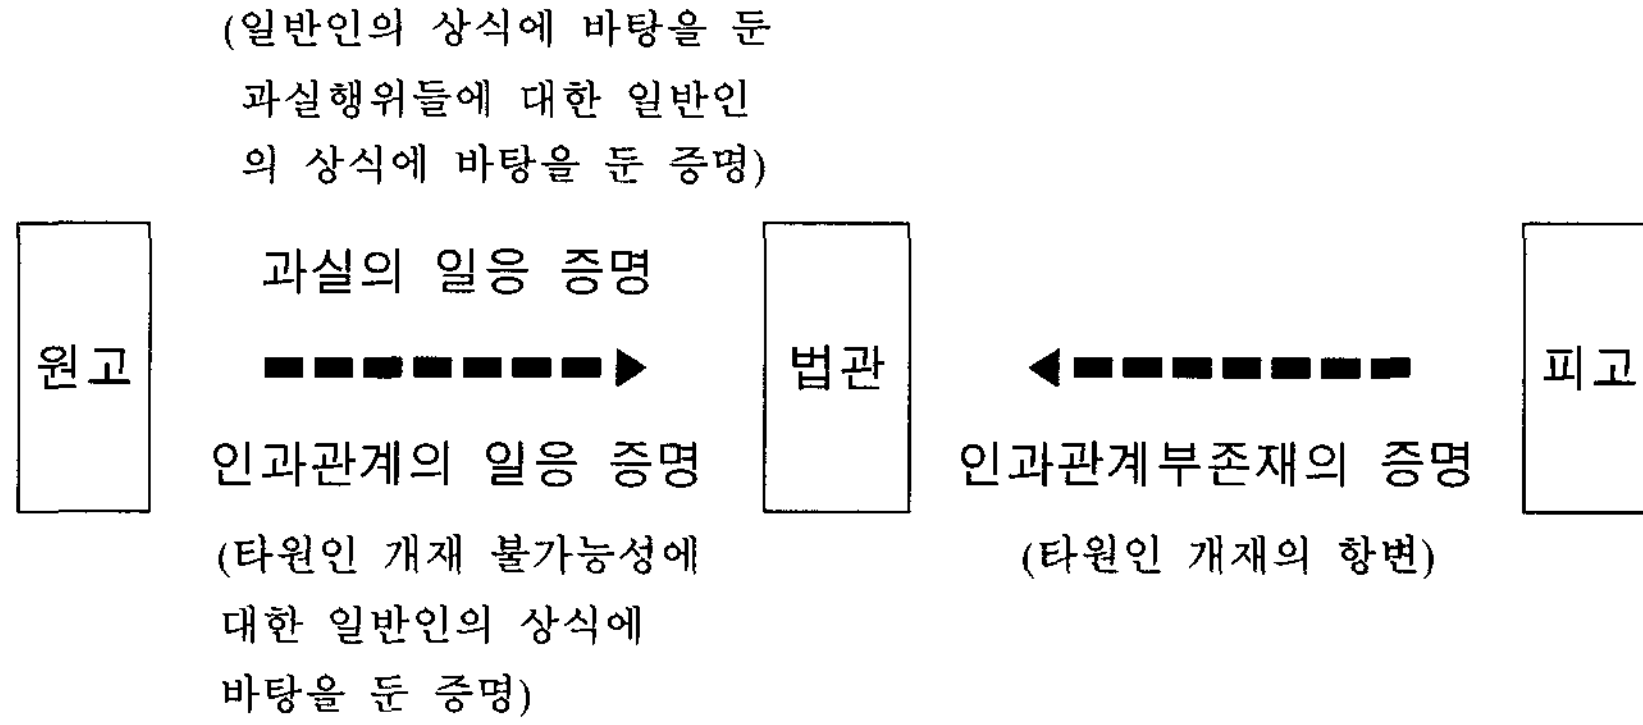 (일반인의 상식에 바탕을 둔
과실행위들에 대한 일반인
의 상식에 바탕을 둔 증명)
과실의 일응 증명
원고
법관
피고
인과관계의 일응 증명
인과관계부존재의 증명
(타원인 개재 불가능성에
대한 일반인의 상식에
바탕을 둔 증명)
(타원인 개재의 항변)